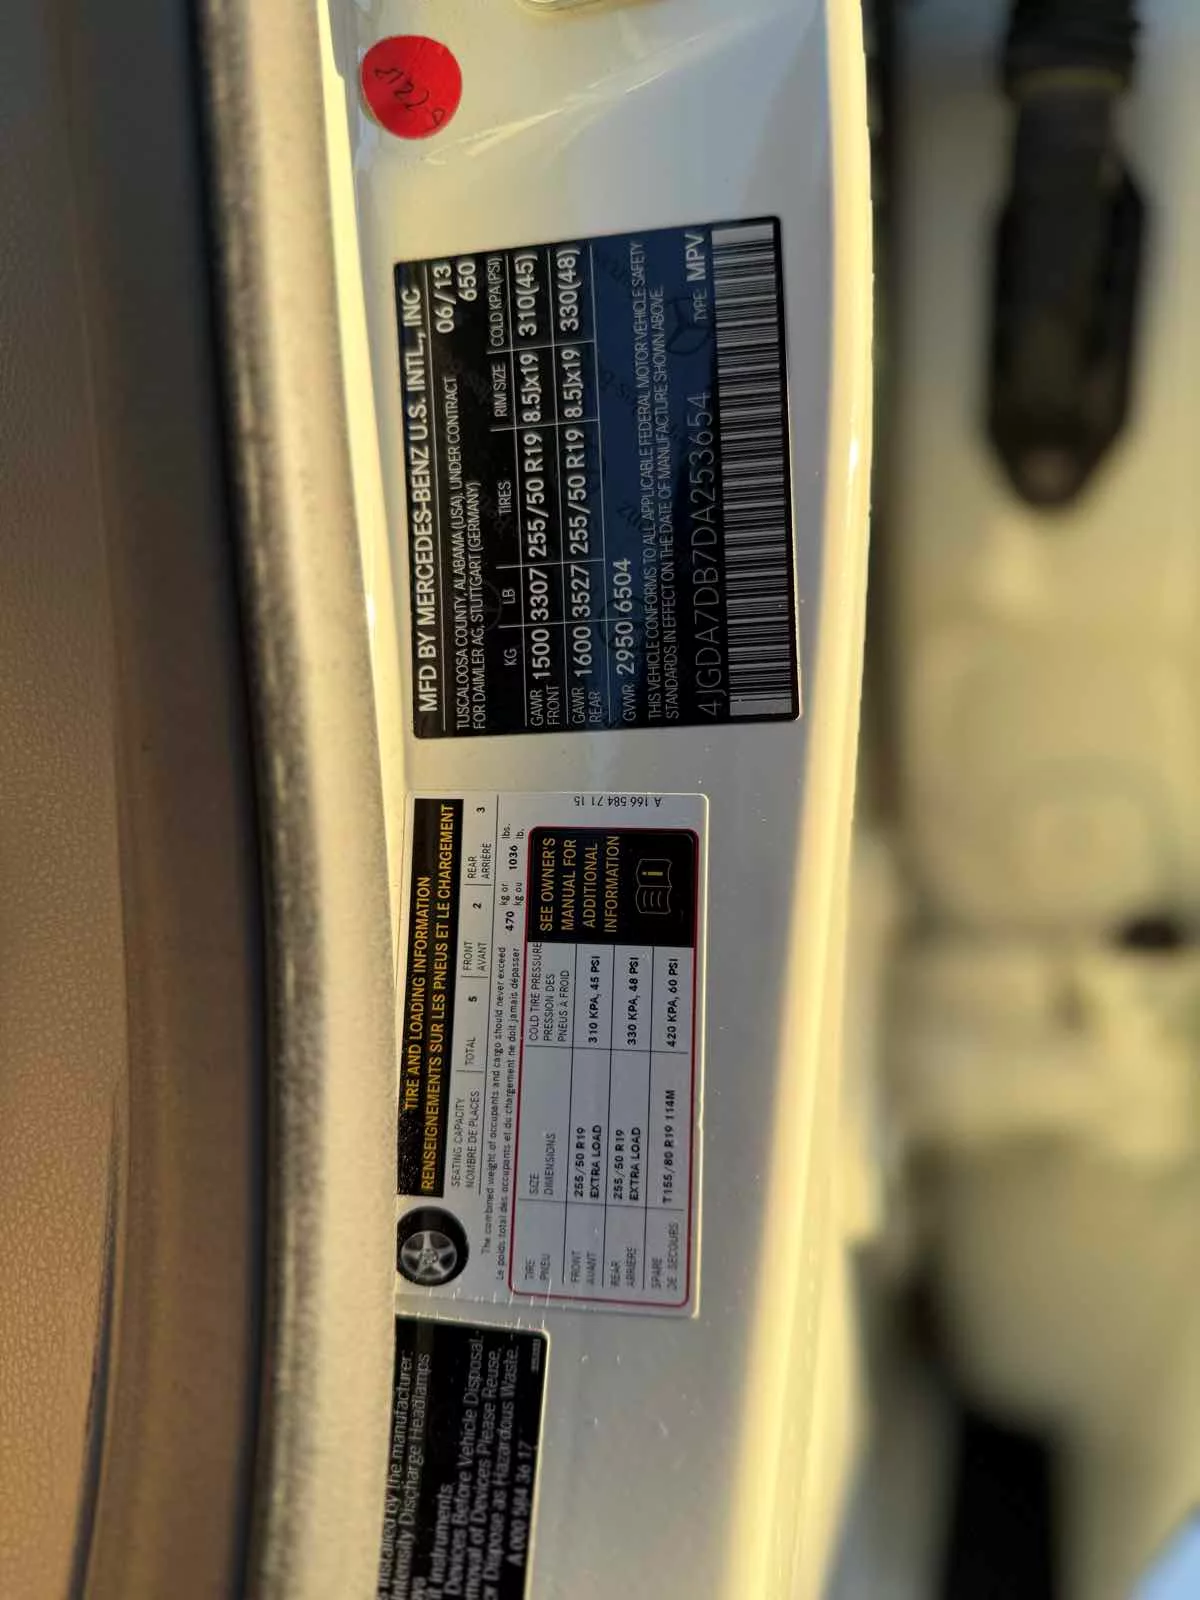 MFD BY MERCEDES-BENZ U.S. INTL., INC
TUSCALOOSA COUNTY, ALABAMA (USA), UNDER CONTRACT 06/13
FOR DAIMLER AG, STUTTGART (GERMANY) 650
KG LB TIRES RIM SIZE COLD KPA (PSI)
GAWR FRONT 1500 3307 255/50 R19 8.5Jx19 310(45)
GAWR REAR 1600 3527 255/50 R19 8.5Jx19 330(48)
GVWR 2950 6504
THIS VEHICLE CONFORMS TO ALL APPLICABLE FEDERAL MOTOR VEHICLE SAFETY
STANDARDS IN EFFECT ON THE DATE OF MANUFACTURE SHOWN ABOVE.
4JGDA7DB7DA253654 TYPE MPV
TIRE AND LOADING INFORMATION
RENSEIGNEMENTS SUR LES PNEUS ET LE CHARGEMENT
SEATING CAPACITY TOTAL 5 FRONT 2 REAR 3
NOMBRE DE PLACES AVANT ARRIÈRE
The combined weight of occupants and cargo should never exceed 470 kg or 1036 lbs.
Le poids total des occupants et du chargement ne doit jamais dépasser kg ou lb.
TIRE SIZE COLD TIRE PRESSURE
PNEU DIMENSIONS PRESSION DES
PNEUS À FROID
FRONT 255/50 R19 310 KPA, 45 PSI
AVANT EXTRA LOAD
REAR 255/50 R19 330 KPA, 48 PSI
ARRIÈRE EXTRA LOAD
SPARE T155/80 R19 114M 420 KPA, 60 PSI
DE SECOURS
SEE OWNER'S
MANUAL FOR
ADDITIONAL
INFORMATION
A 166 584 71 15
installed by the manufacturer:
Intensity Discharge Headlamps
Instruments
Devices Before Vehicle Disposal.
of Devices Please Reuse,
or Dispose as Hazardous Waste.
A 000 584 36 17